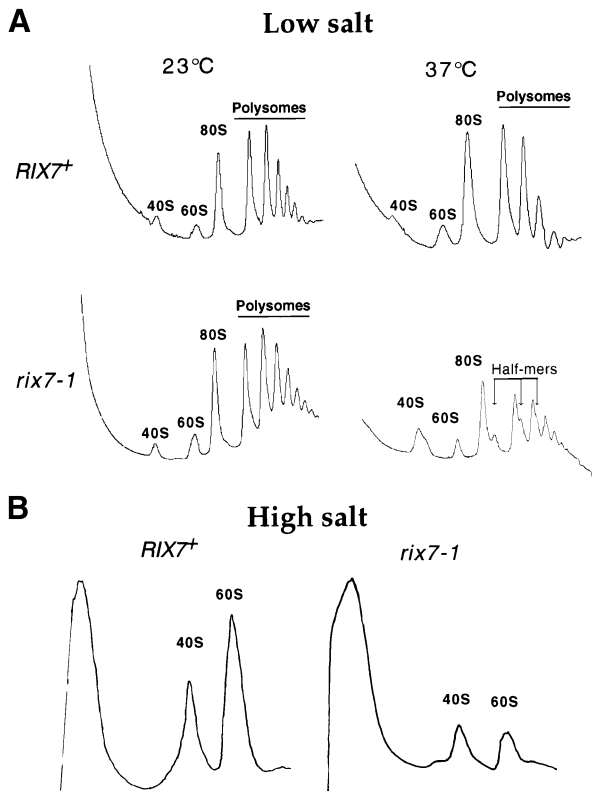 A
Low salt
23°C
37°C
Polysomes
Polysomes
80S
80S
RIX7+
40S
60S
40S
60S
Polysomes
80S
rix7-1
40S
60S
80S
Half-mers
40S
60S
B
High salt
RIX7+
rix7-1
60S
40S
40S
60S